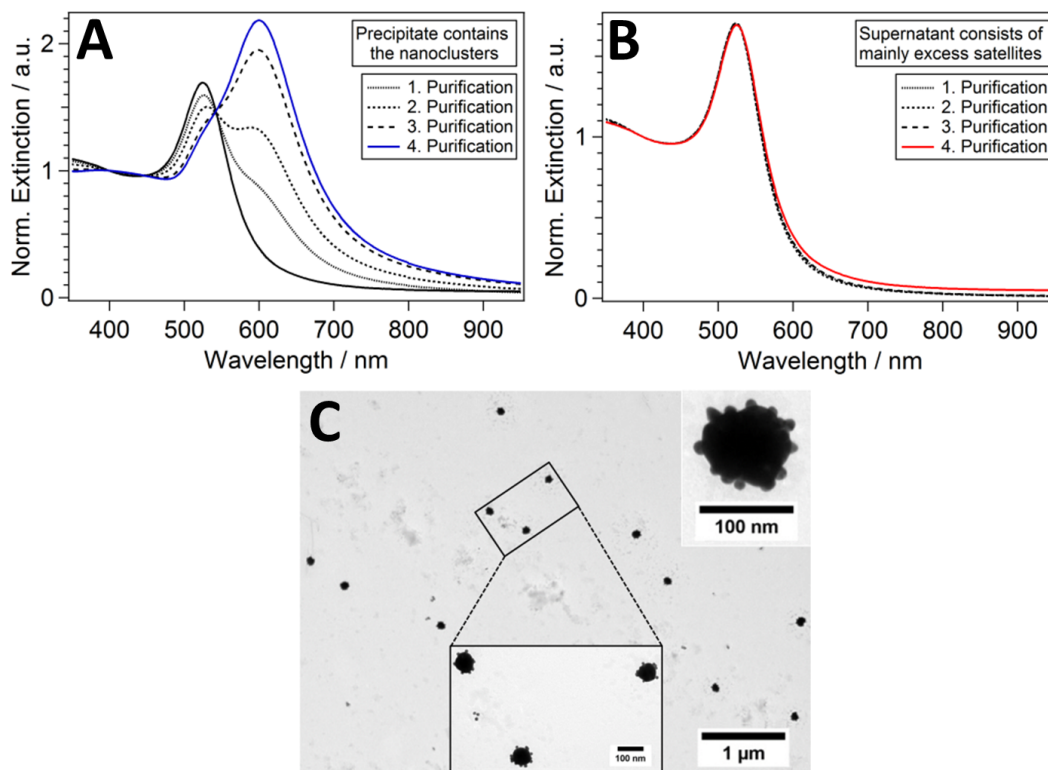 A
Precipitate contains
the nanoclusters
1. Purification
2. Purification
3. Purification
4. Purification
Norm. Extinction / a.u.
2
1
0
400 500 600 700 800 900
Wavelength / nm
B
Supernatant consists of
mainly excess satellites
1. Purification
2. Purification
3. Purification
4. Purification
Norm. Extinction / a.u.
1
0
400 500 600 700 800 900
Wavelength / nm
C
100 nm
100 nm
1 µm